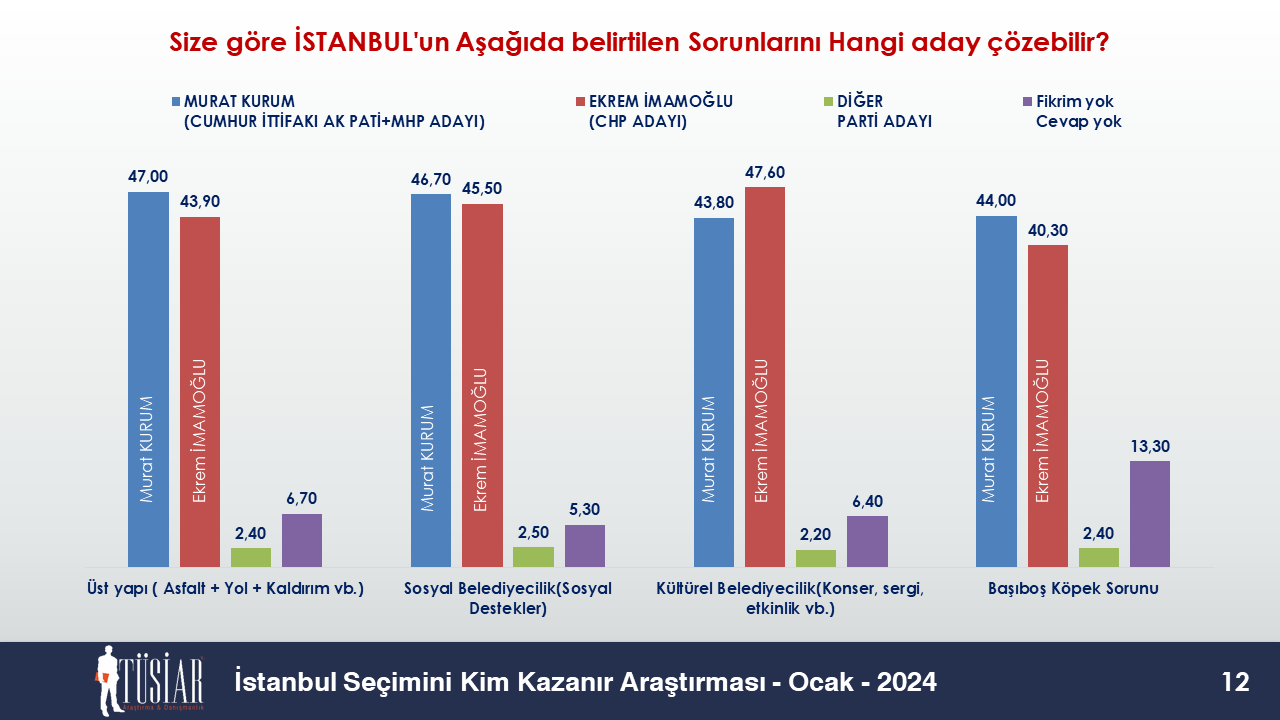 Size göre İSTANBUL'un Aşağıda belirtilen Sorunlarını Hangi aday çözebilir?
MURAT KURUM
(CUMHUR İTTİFAKI AK PATİ+MHP ADAYI)
EKREM İMAMOĞLU
(CHP ADAYI)
DİĞER
PARTİ ADAYI
Fikrim yok
Cevap yok
47,00
43,90
2,40
6,70
Murat KURUM
Ekrem İMAMOĞLU
46,70
45,50
2,50
5,30
Murat KURUM
Ekrem İMAMOĞLU
43,80
47,60
2,20
6,40
Murat KURUM
Ekrem İMAMOĞLU
44,00
40,30
2,40
13,30
Murat KURUM
Ekrem İMAMOĞLU
Üst yapı ( Asfalt + Yol + Kaldırım vb.)
Sosyal Belediyecilik(Sosyal
Destekler)
Kültürel Belediyecilik(Konser, sergi,
etkinlik vb.)
Başıboş Köpek Sorunu
TÜSİAR
Araştırma & Danışmanlık
İstanbul Seçimini Kim Kazanır Araştırması - Ocak - 2024
12